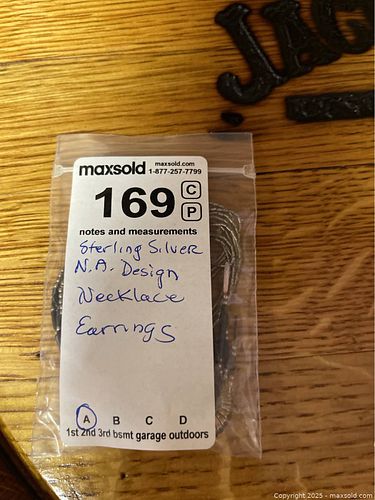 JAC
maxsold maxsold.com
1-877-257-7799
169 C
P
notes and measurements
Sterling Silver
N.A. Design
Necklace
Earrings
A B C D
1st 2nd 3rd bsmt garage outdoors
Copyright © 2025 - maxsold.com